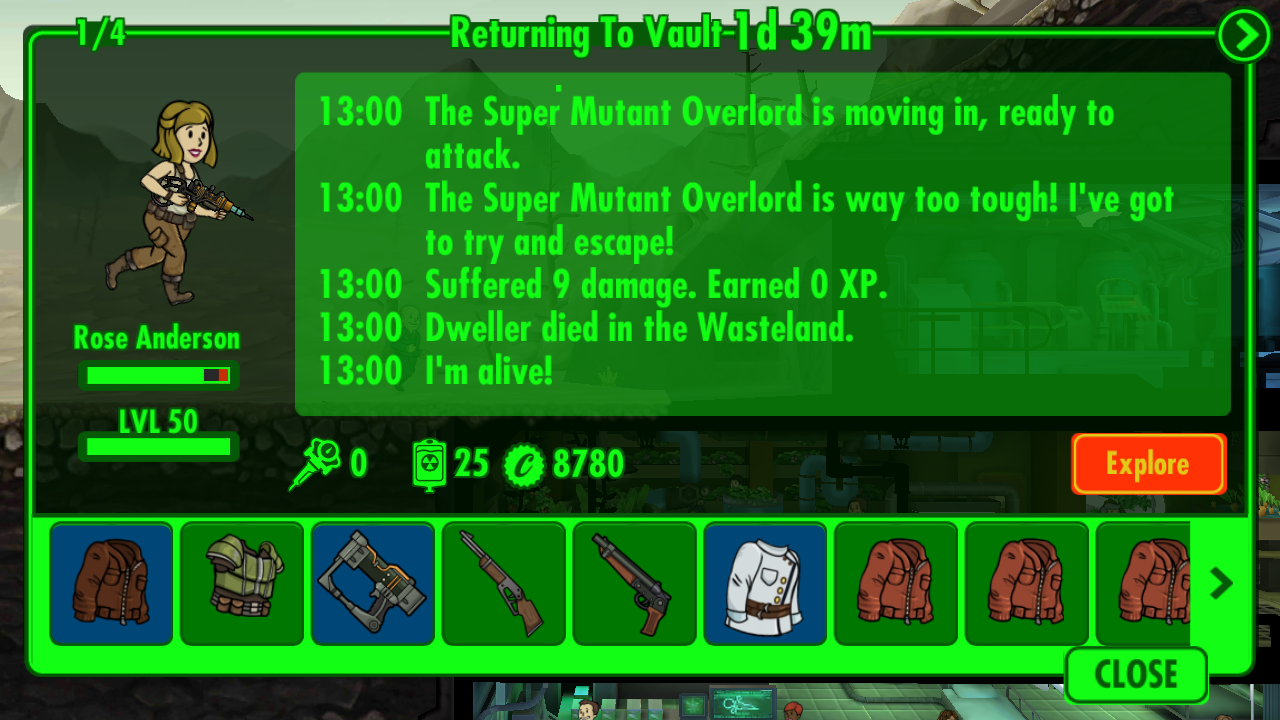 1/4
Returning To Vault 1d 39m
13:00 The Super Mutant Overlord is moving in, ready to
attack.
13:00 The Super Mutant Overlord is way too tough! I've got
to try and escape!
13:00 Suffered 9 damage. Earned 0 XP.
13:00 Dweller died in the Wasteland.
13:00 I'm alive!
Rose Anderson
LVL 50
0 25 8780
Explore
CLOSE